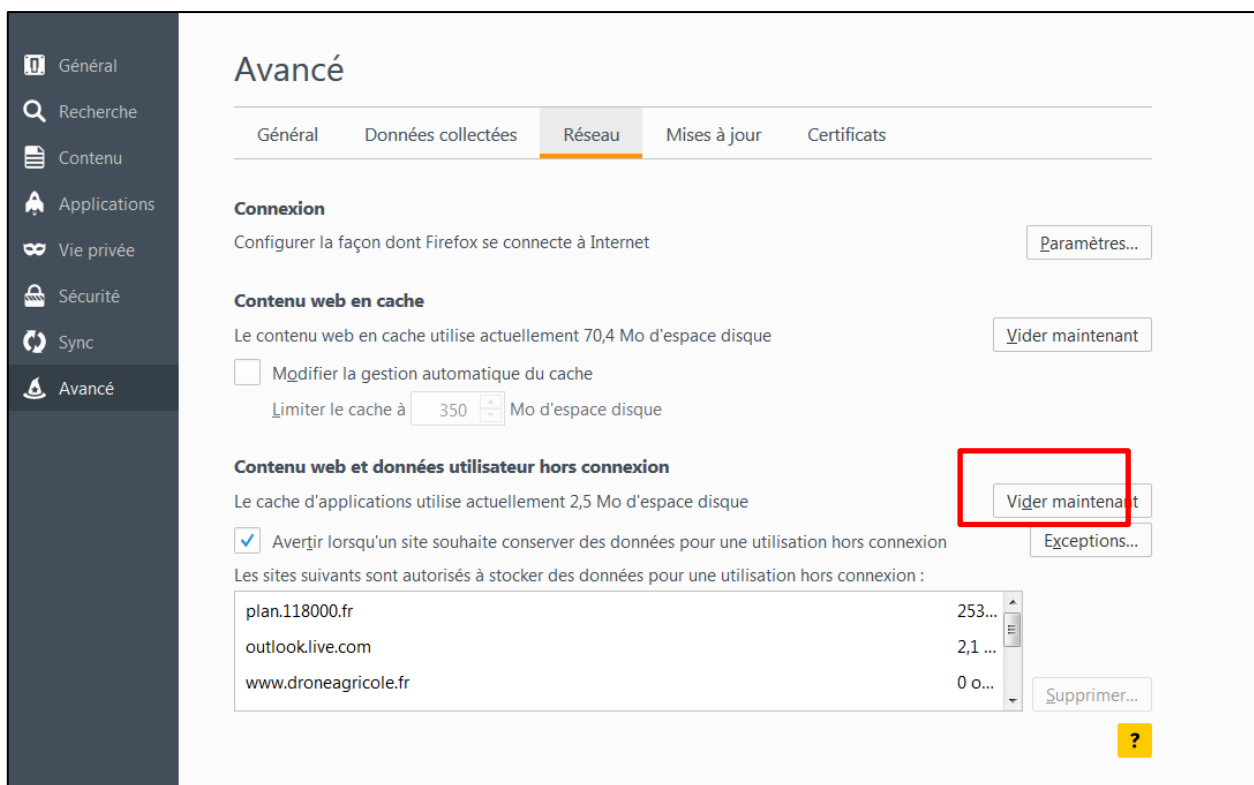 Général
Recherche
Contenu
Applications
Vie privée
Sécurité
Sync
Avancé
Avancé
Général Données collectées Réseau Mises à jour Certificats
Connexion
Configurer la façon dont Firefox se connecte à Internet Paramètres...
Contenu web en cache
Le contenu web en cache utilise actuellement 70,4 Mo d'espace disque Vider maintenant
Modifier la gestion automatique du cache
Limiter le cache à 350 Mo d'espace disque
Contenu web et données utilisateur hors connexion
Le cache d'applications utilise actuellement 2,5 Mo d'espace disque Vider maintenant
Avertir lorsqu'un site souhaite conserver des données pour une utilisation hors connexion Exceptions...
Les sites suivants sont autorisés à stocker des données pour une utilisation hors connexion :
plan.118000.fr 253...
outlook.live.com 2,1 ...
www.droneagricole.fr 0 o...
Supprimer...
?